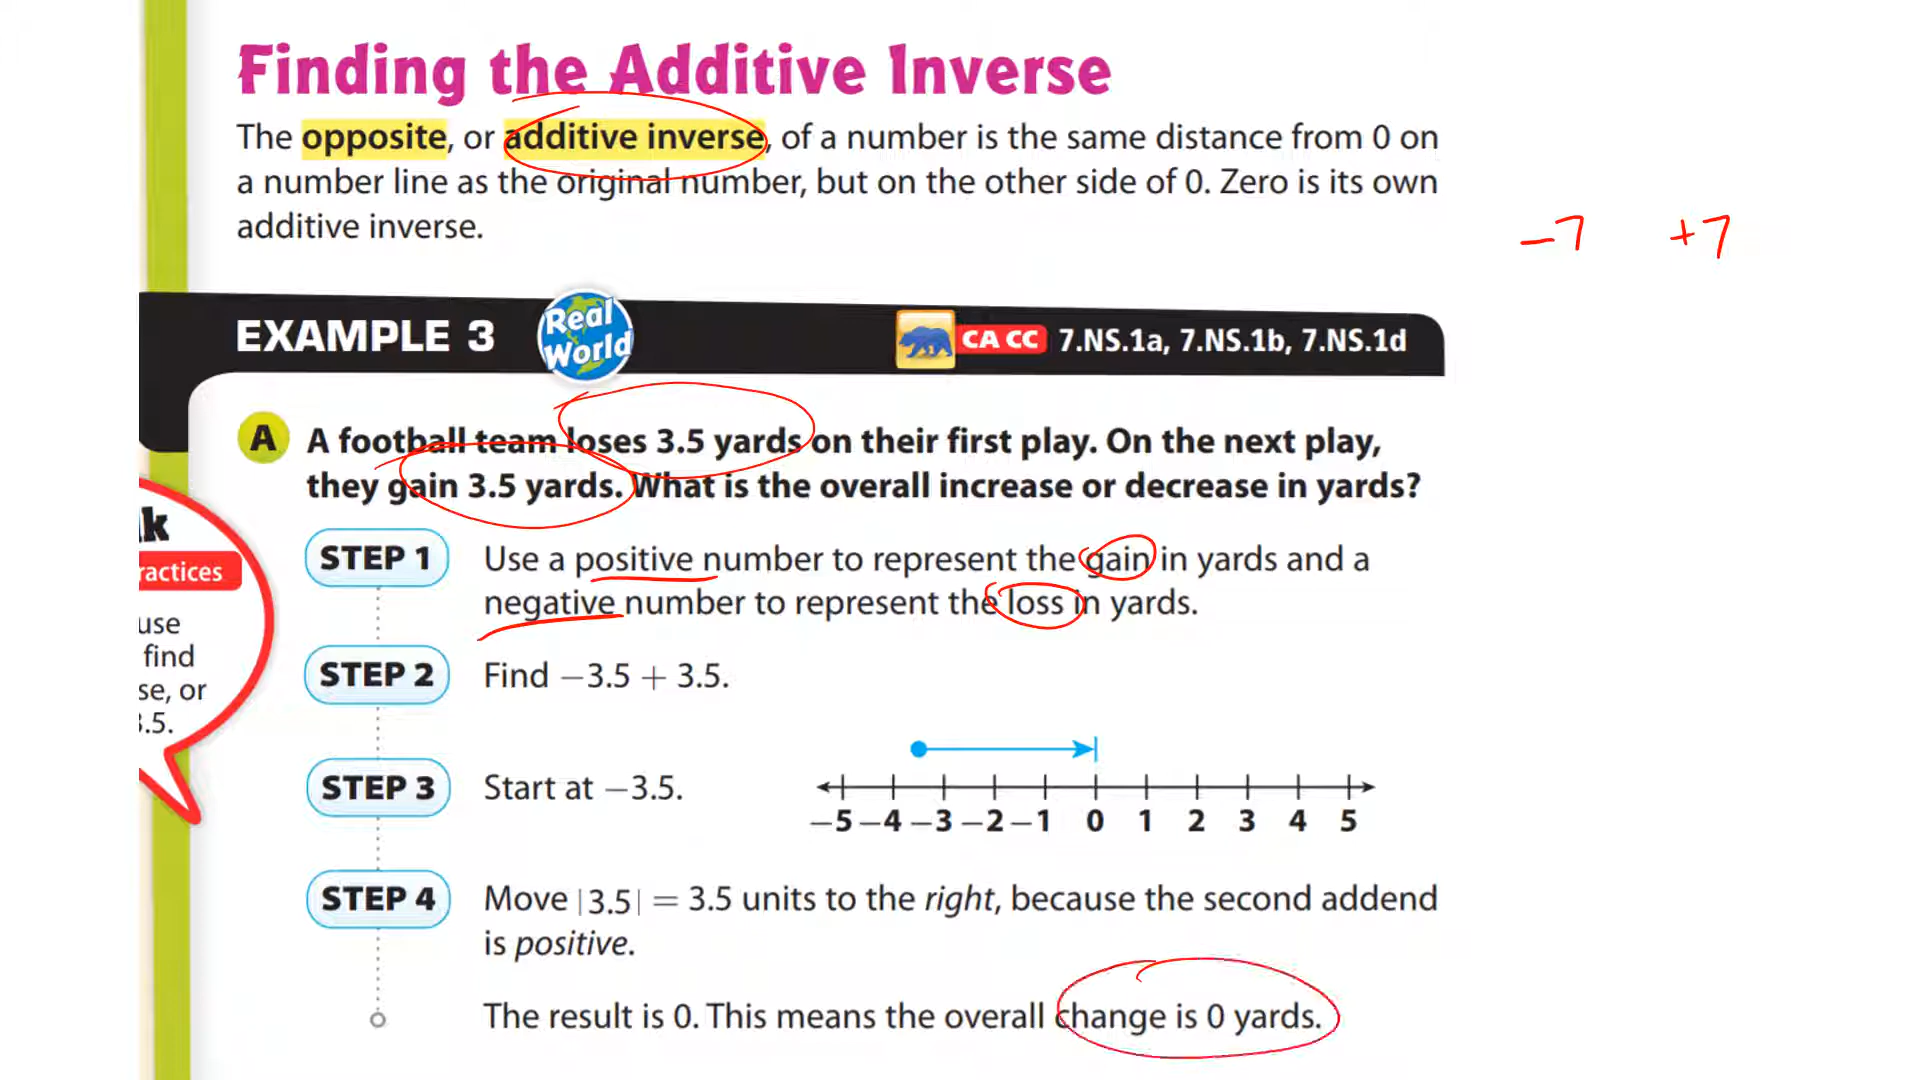 Finding the Additive Inverse
The opposite, or additive inverse, of a number is the same distance from 0 on
a number line as the original number, but on the other side of 0. Zero is its own
additive inverse.
−7 +7
EXAMPLE 3 Real World CA CC 7.NS.1a, 7.NS.1b, 7.NS.1d
A A football team loses 3.5 yards on their first play. On the next play,
they gain 3.5 yards. What is the overall increase or decrease in yards?
STEP 1 Use a positive number to represent the gain in yards and a
negative number to represent the loss in yards.
STEP 2 Find −3.5 + 3.5.
STEP 3 Start at −3.5.
−5 −4 −3 −2 −1 0 1 2 3 4 5
STEP 4 Move |3.5| = 3.5 units to the right, because the second addend
is positive.
The result is 0. This means the overall change is 0 yards.
use
find
or